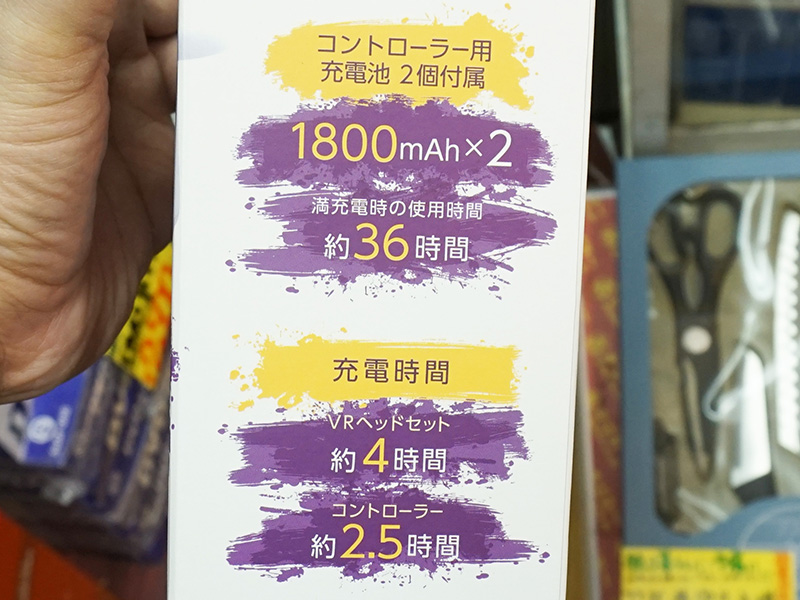 コントローラー用
充電池 2個付属
1800mAh×2
満充電時の使用時間
約36時間
充電時間
VRヘッドセット
約4時間
コントローラー
約2.5時間